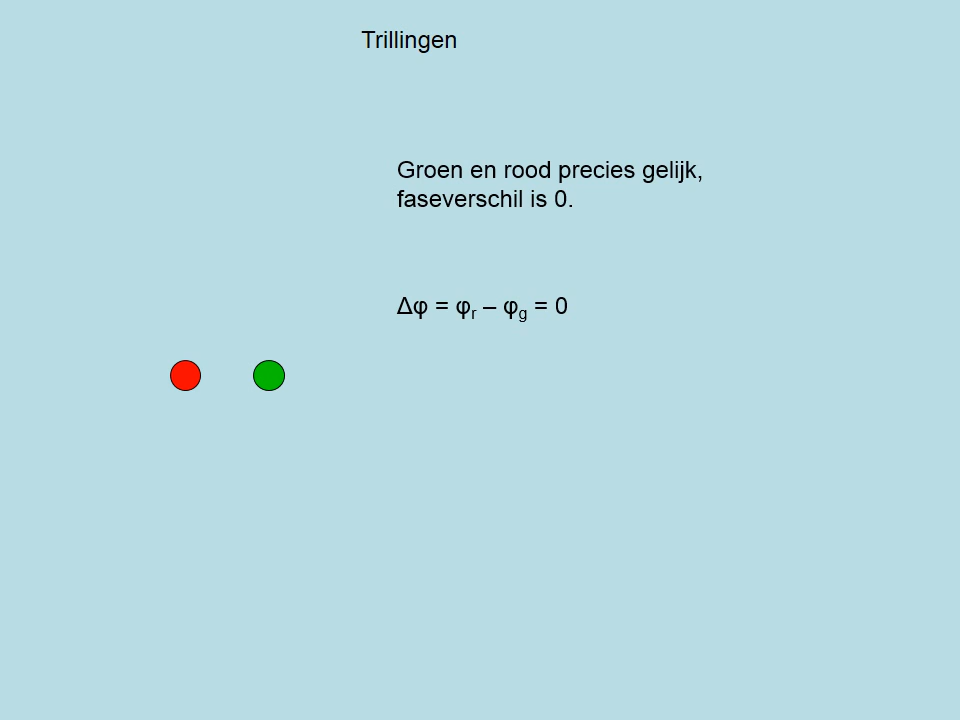 Trillingen
Groen en rood precies gelijk,
faseverschil is 0.
Δφ = φr – φg = 0